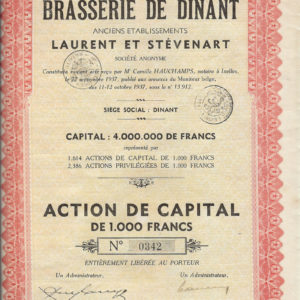 BRASSERIE DE DINANT
ANCIENS ETABLISSEMENTS
LAURENT ET STÉVENART
SOCIÉTÉ ANONYME
Constituée suivant acte reçu par Mᵉ Camille HAUCHAMPS, notaire à Ixelles,
le 22 septembre 1937, publié aux annexes du Moniteur belge,
des 11-12 octobre 1937, sous le nº 13.912.
SIÈGE SOCIAL : DINANT
CAPITAL : 4.000.000 DE FRANCS
représenté par
1.614 ACTIONS DE CAPITAL DE 1.000 FRANCS
2.386 ACTIONS PRIVILÉGIÉES DE 1.000 FRANCS
ACTION DE CAPITAL
DE 1.000 FRANCS
Nº 0342
ENTIÈREMENT LIBÉRÉE AU PORTEUR
Un Administrateur, Un Administrateur,